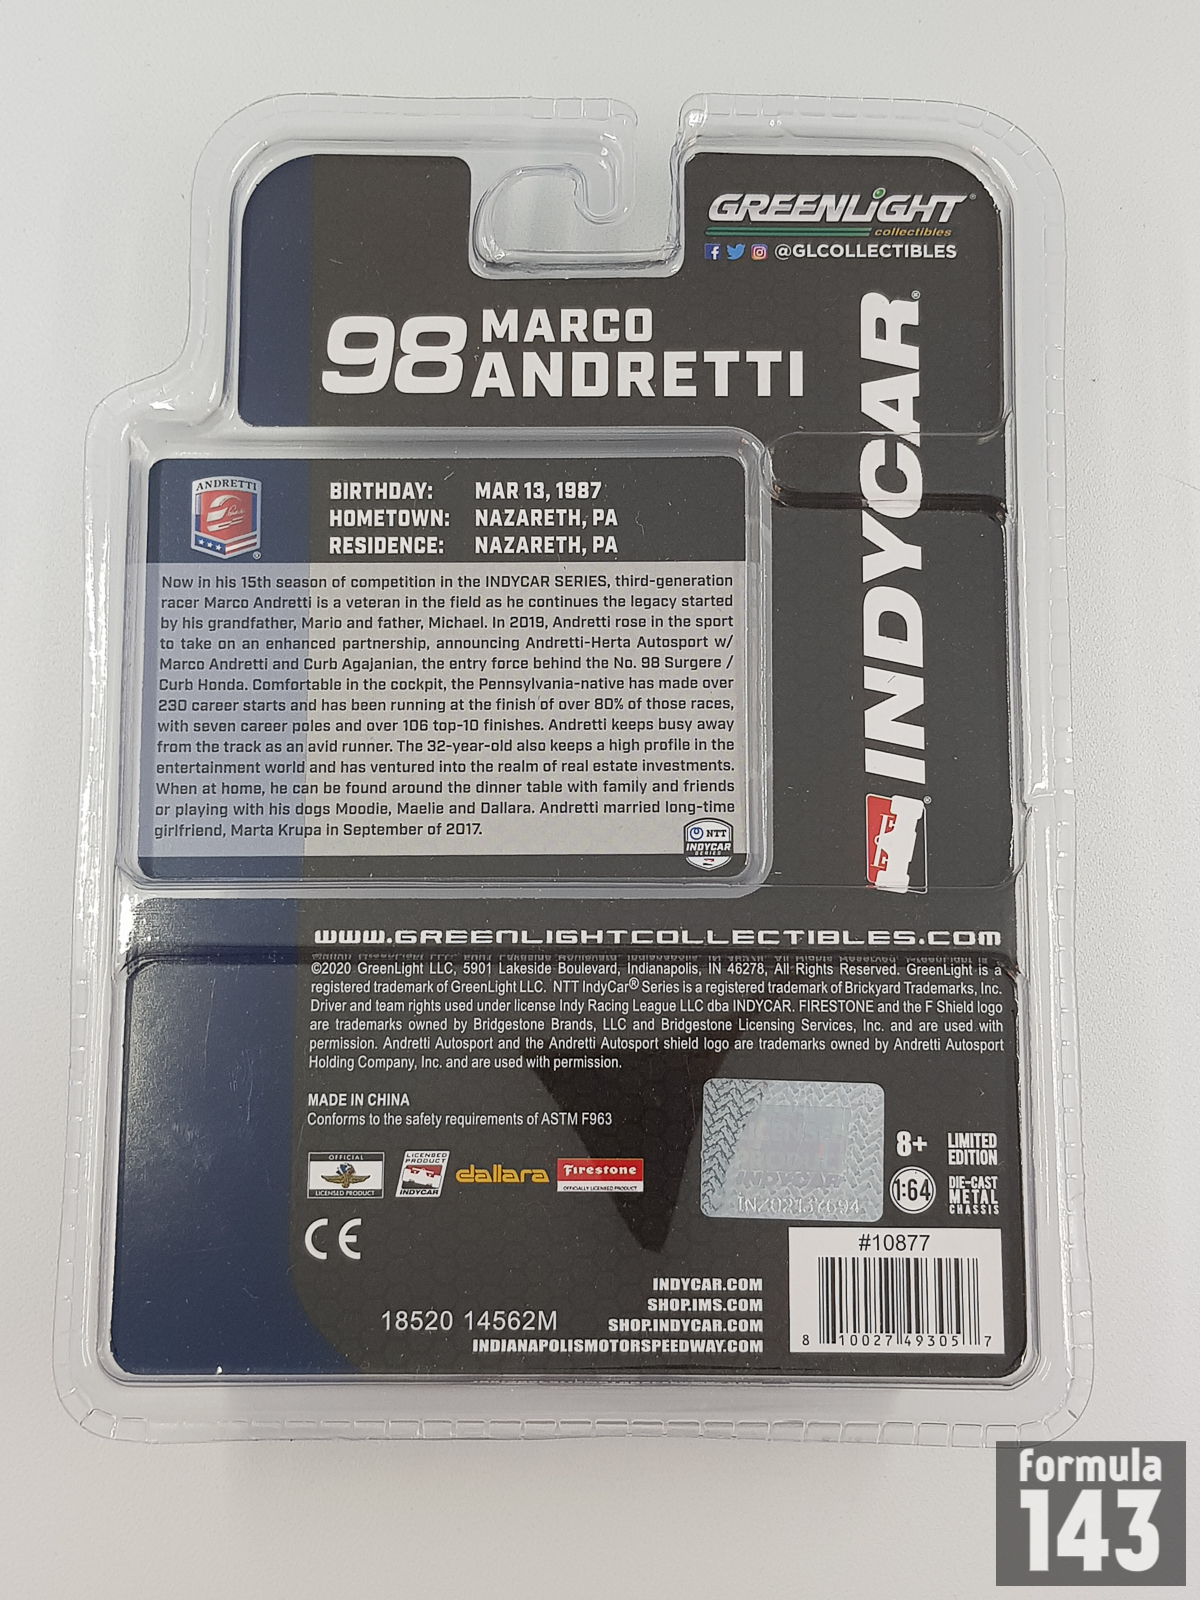 GREENLiGHT®
collectibles
@GLCOLLECTIBLES
98 MARCO
ANDRETTI
INDYCAR®
ANDRETTI
BIRTHDAY: MAR 13, 1987
HOMETOWN: NAZARETH, PA
RESIDENCE: NAZARETH, PA
Now in his 15th season of competition in the INDYCAR SERIES, third-generation
racer Marco Andretti is a veteran in the field as he continues the legacy started
by his grandfather, Mario and father, Michael. In 2019, Andretti rose in the sport
to take on an enhanced partnership, announcing Andretti-Herta Autosport w/
Marco Andretti and Curb Agajanian, the entry force behind the No. 98 Surgere /
Curb Honda. Comfortable in the cockpit, the Pennsylvania-native has made over
230 career starts and has been running at the finish of over 80% of those races,
with seven career poles and over 106 top-10 finishes. Andretti keeps busy away
from the track as an avid runner. The 32-year-old also keeps a high profile in the
entertainment world and has ventured into the realm of real estate investments.
When at home, he can be found around the dinner table with family and friends
or playing with his dogs Moodie, Maelie and Dallara. Andretti married long-time
girlfriend, Marta Krupa in September of 2017.
NTT
INDYCAR
SERIES
WWW.GREENLIGHTCOLLECTIBLES.COM
©2020 GreenLight LLC, 5901 Lakeside Boulevard, Indianapolis, IN 46278, All Rights Reserved. GreenLight is a
registered trademark of GreenLight LLC. NTT IndyCar® Series is a registered trademark of Brickyard Trademarks, Inc.
Driver and team rights used under license Indy Racing League LLC dba INDYCAR. FIRESTONE and the F Shield logo
are trademarks owned by Bridgestone Brands, LLC and Bridgestone Licensing Services, Inc. and are used with
permission. Andretti Autosport and the Andretti Autosport shield logo are trademarks owned by Andretti Autosport
Holding Company, Inc. and are used with permission.
MADE IN CHINA
Conforms to the safety requirements of ASTM F963
OFFICIAL
LICENSED PRODUCT
LICENSED
PRODUCT
INDYCAR
dallara
Firestone
OFFICIALLY LICENSED PRODUCT
8+
LIMITED
EDITION
1:64
DIE-CAST
METAL
CHASSIS
CE
#10877
8 10027 49305 7
INDYCAR.COM
SHOP.IMS.COM
SHOP.INDYCAR.COM
INDIANAPOLISMOTORSPEEDWAY.COM
18520 14562M
formula
143